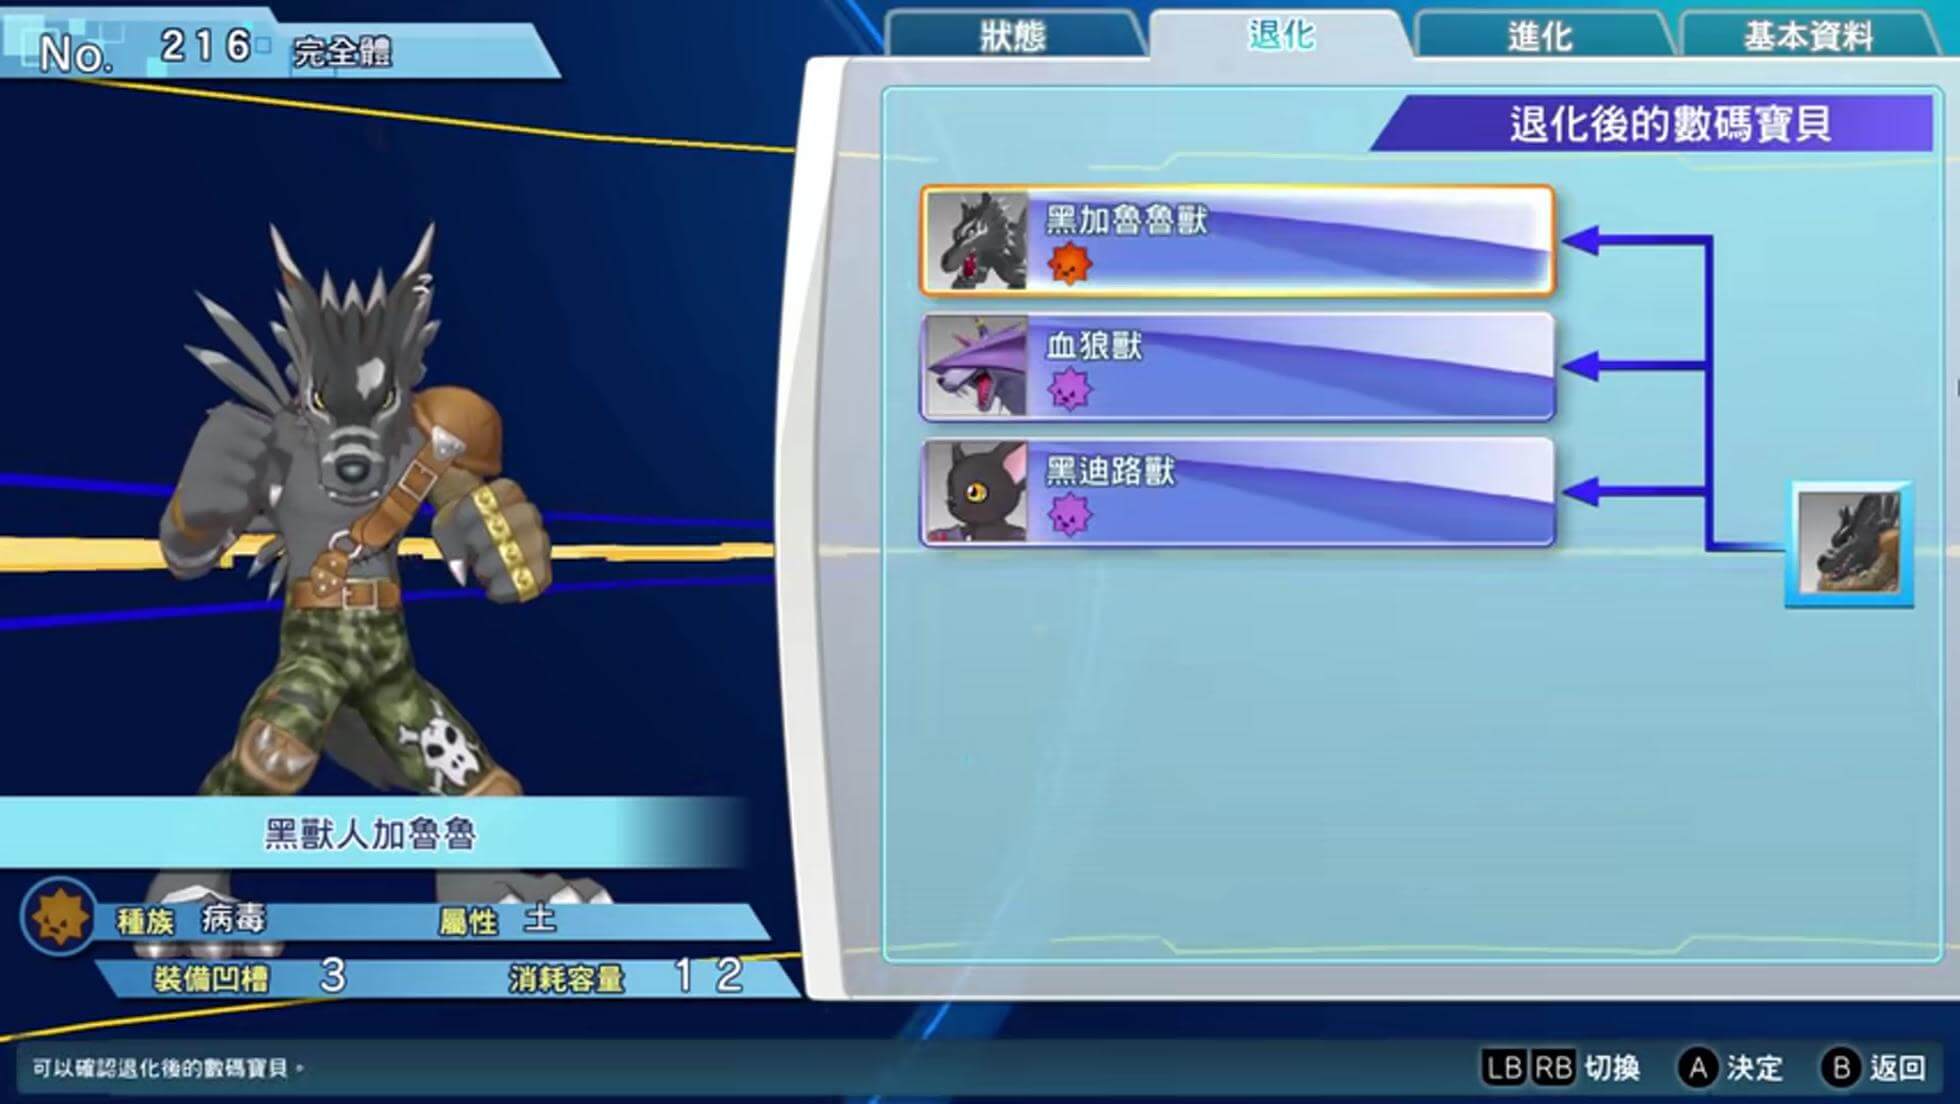 No. 216 完全體
狀態 退化 進化 基本資料
退化後的數碼寶貝
黑加魯魯獸
血狼獸
黑迪路獸
黑獸人加魯魯
種族 病毒 屬性 土
裝備凹槽 3 消耗容量 12
可以確認退化後的數碼寶貝。
LB RB 切換 A 決定 B 返回